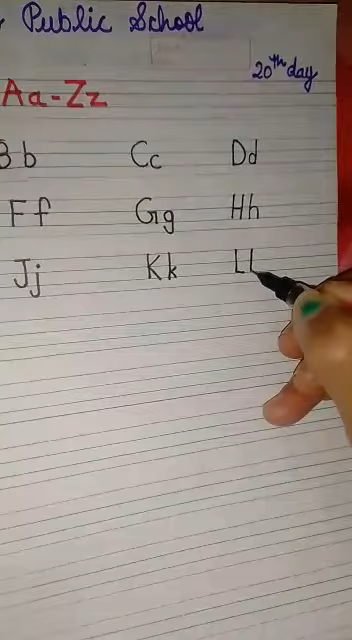 Public School
20th day
Aa-Zz
Bb Cc Dd
Ff Gg Hh
Jj Kk Ll